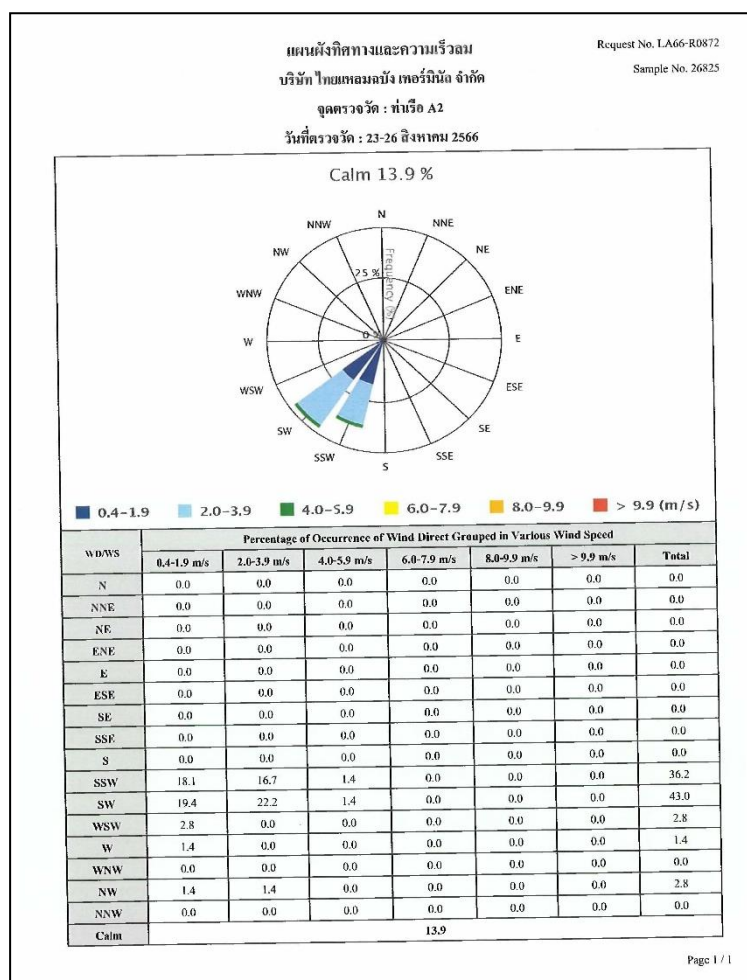 แผนผังทิศทางและความเร็วลม
Request No. LA66-R0872
บริษัท ไทยแหลมฉบัง เทอร์มินัล จำกัด
Sample No. 26825
จุดตรวจวัด : ท่าเรือ A2
วันที่ตรวจวัด : 23-26 สิงหาคม 2566
Calm 13.9 %
N
NNW NNE
NW NE
25 %
Frequency (%)
WNW ENE
0 %
W E
WSW ESE
SW SE
SSW SSE
S
0.4-1.9 2.0-3.9 4.0-5.9 6.0-7.9 8.0-9.9 > 9.9 (m/s)
WD/WS Percentage of Occurrence of Wind Direct Grouped in Various Wind Speed
0.4-1.9 m/s 2.0-3.9 m/s 4.0-5.9 m/s 6.0-7.9 m/s 8.0-9.9 m/s > 9.9 m/s Total
N 0.0 0.0 0.0 0.0 0.0 0.0 0.0
NNE 0.0 0.0 0.0 0.0 0.0 0.0 0.0
NE 0.0 0.0 0.0 0.0 0.0 0.0 0.0
ENE 0.0 0.0 0.0 0.0 0.0 0.0 0.0
E 0.0 0.0 0.0 0.0 0.0 0.0 0.0
ESE 0.0 0.0 0.0 0.0 0.0 0.0 0.0
SE 0.0 0.0 0.0 0.0 0.0 0.0 0.0
SSE 0.0 0.0 0.0 0.0 0.0 0.0 0.0
S 0.0 0.0 0.0 0.0 0.0 0.0 0.0
SSW 18.1 16.7 1.4 0.0 0.0 0.0 36.2
SW 19.4 22.2 1.4 0.0 0.0 0.0 43.0
WSW 2.8 0.0 0.0 0.0 0.0 0.0 2.8
W 1.4 0.0 0.0 0.0 0.0 0.0 1.4
WNW 0.0 0.0 0.0 0.0 0.0 0.0 0.0
NW 1.4 1.4 0.0 0.0 0.0 0.0 2.8
NNW 0.0 0.0 0.0 0.0 0.0 0.0 0.0
Calm 13.9
Page 1 / 1